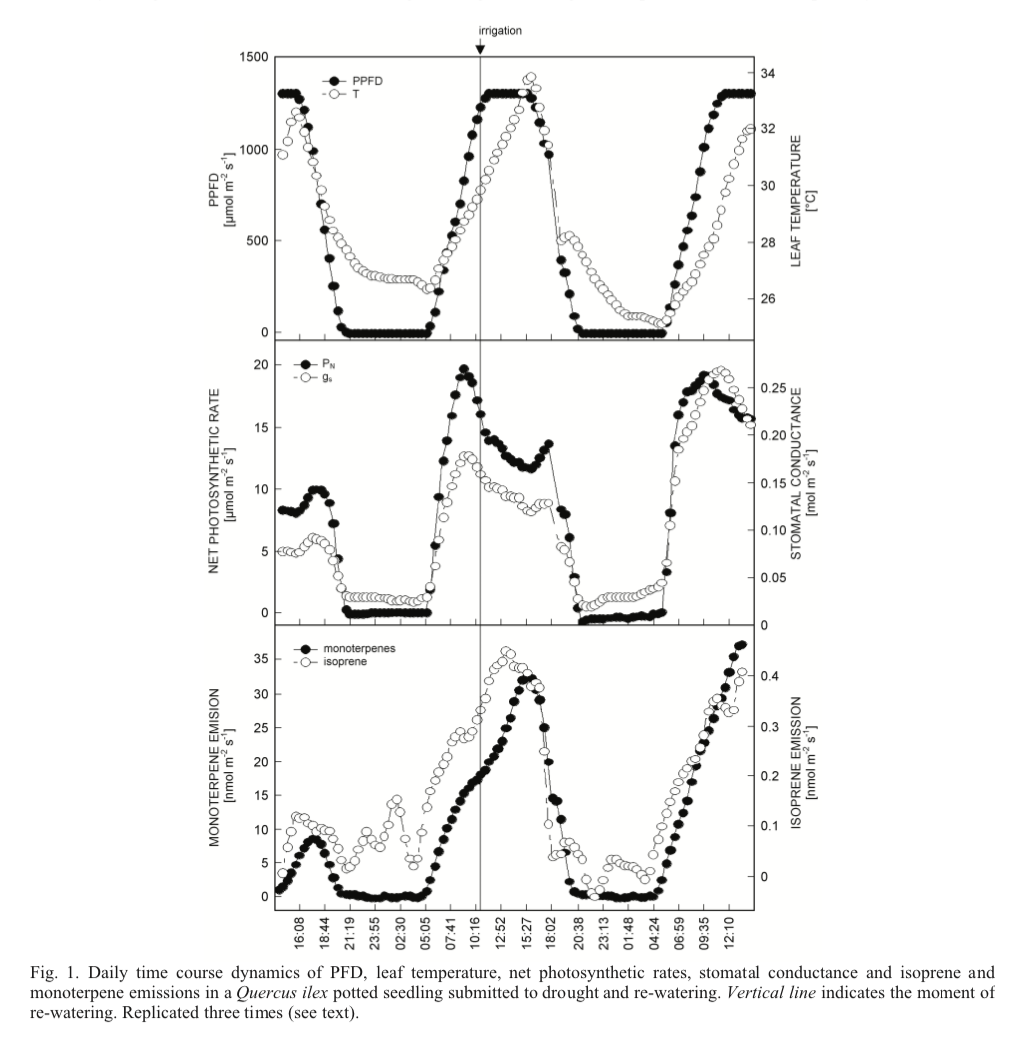 irrigation
1500
1000
500
0
PPFD
[μmol m⁻² s⁻¹]
PPFD
T
34
32
30
28
26
LEAF TEMPERATURE
[°C]
20
15
10
5
0
NET PHOTOSYNTHETIC RATE
[μmol m⁻² s⁻¹]
P_N
g_s
0.25
0.20
0.15
0.10
0.05
0
STOMATAL CONDUCTANCE
[mol m⁻² s⁻¹]
35
30
25
20
15
10
5
0
MONOTERPENE EMISION
[nmol m⁻² s⁻¹]
monoterpenes
isoprene
0.4
0.3
0.2
0.1
0
ISOPRENE EMISSION
[nmol m⁻² s⁻¹]
16:08
18:44
21:19
23:55
02:30
05:05
07:41
10:16
12:52
15:27
18:02
20:38
23:13
01:48
04:24
06:59
09:35
12:10
Fig. 1. Daily time course dynamics of PFD, leaf temperature, net photosynthetic rates, stomatal conductance and isoprene and
monoterpene emissions in a Quercus ilex potted seedling submitted to drought and re-watering. Vertical line indicates the moment of
re-watering. Replicated three times (see text).